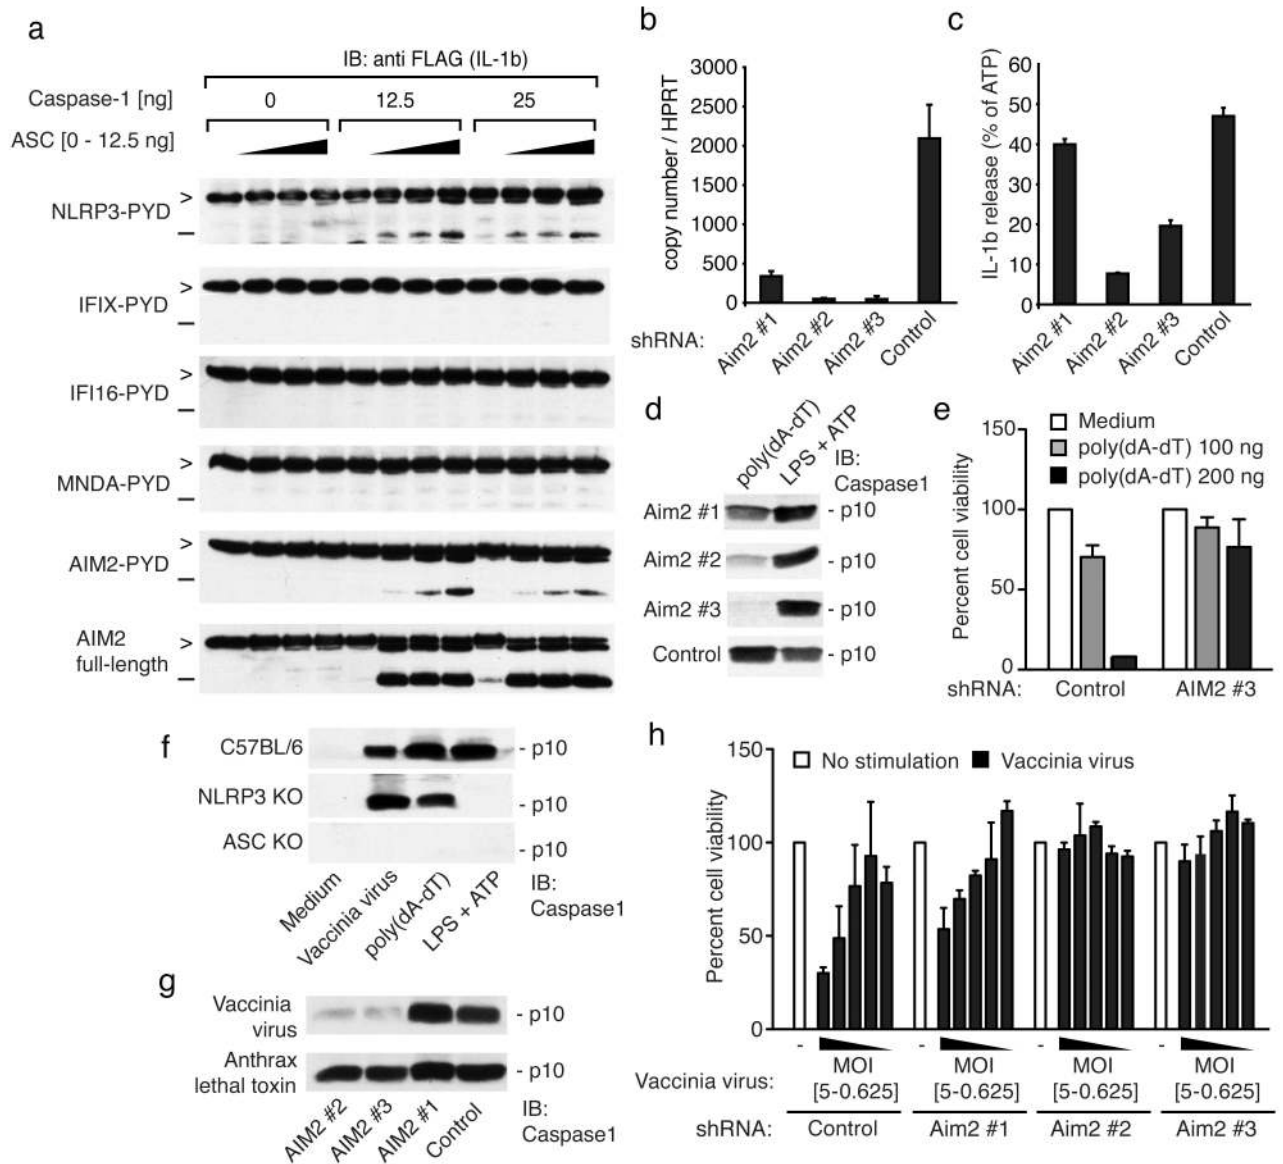 a
IB: anti FLAG (IL-1b)
Caspase-1 [ng]
0
12.5
25
ASC [0 - 12.5 ng]
NLRP3-PYD
>
IFIX-PYD
>
IFI16-PYD
>
MNDA-PYD
>
AIM2-PYD
>
AIM2
full-length
>
b
copy number / HPRT
3000
2500
2000
1500
1000
500
0
shRNA:
Aim2 #1
Aim2 #2
Aim2 #3
Control
c
IL-1b release (% of ATP)
60
50
40
30
20
10
0
Aim2 #1
Aim2 #2
Aim2 #3
Control
d
poly(dA-dT)
LPS + ATP
IB:
Caspase1
Aim2 #1
- p10
Aim2 #2
- p10
Aim2 #3
- p10
Control
- p10
e
Medium
poly(dA-dT) 100 ng
poly(dA-dT) 200 ng
Percent cell viability
150
100
50
0
shRNA:
Control
AIM2 #3
f
C57BL/6
- p10
NLRP3 KO
- p10
ASC KO
- p10
Medium
Vaccinia virus
poly(dA-dT)
LPS + ATP
IB:
Caspase1
g
Vaccinia
virus
- p10
Anthrax
lethal toxin
- p10
AIM2 #2
AIM2 #3
AIM2 #1
Control
IB:
Caspase1
h
No stimulation
Vaccinia virus
Percent cell viability
150
100
50
0
Vaccinia virus:
-
MOI
[5-0.625]
-
MOI
[5-0.625]
-
MOI
[5-0.625]
-
MOI
[5-0.625]
shRNA:
Control
Aim2 #1
Aim2 #2
Aim2 #3